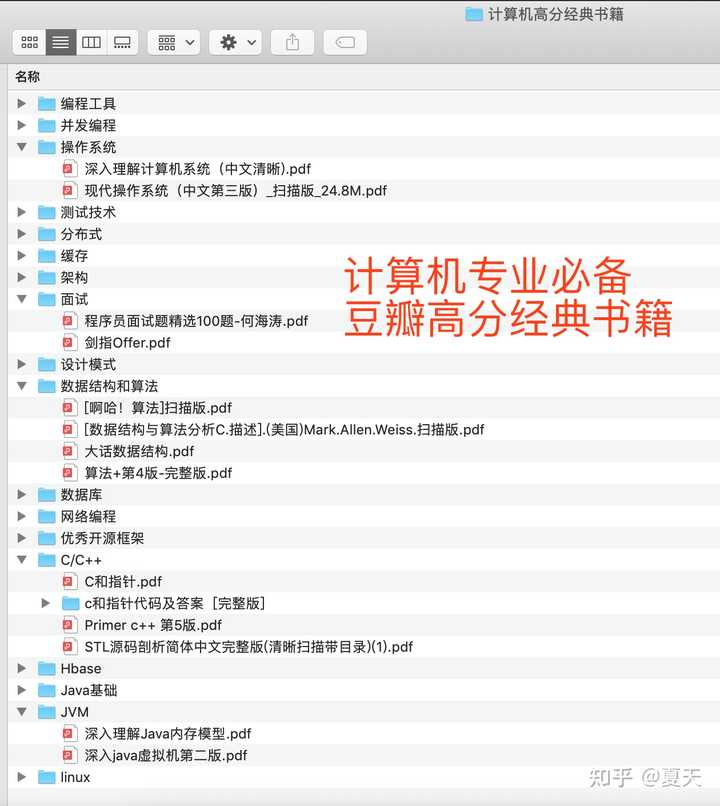 计算机高分经典书籍
名称
编程工具
并发编程
操作系统
深入理解计算机系统（中文清晰).pdf
现代操作系统（中文第三版）_扫描版_24.8M.pdf
测试技术
分布式
缓存
架构
计算机专业必备
面试
豆瓣高分经典书籍
程序员面试题精选100题-何海涛.pdf
剑指Offer.pdf
设计模式
数据结构和算法
[啊哈！算法]扫描版.pdf
[数据结构与算法分析C.描述].(美国)Mark.Allen.Weiss.扫描版.pdf
大话数据结构.pdf
算法+第4版-完整版.pdf
数据库
网络编程
优秀开源框架
C/C++
C和指针.pdf
c和指针代码及答案［完整版］
Primer c++ 第5版.pdf
STL源码剖析简体中文完整版(清晰扫描带目录)(1).pdf
Hbase
Java基础
JVM
深入理解Java内存模型.pdf
深入java虚拟机第二版.pdf
linux
知乎 @夏天